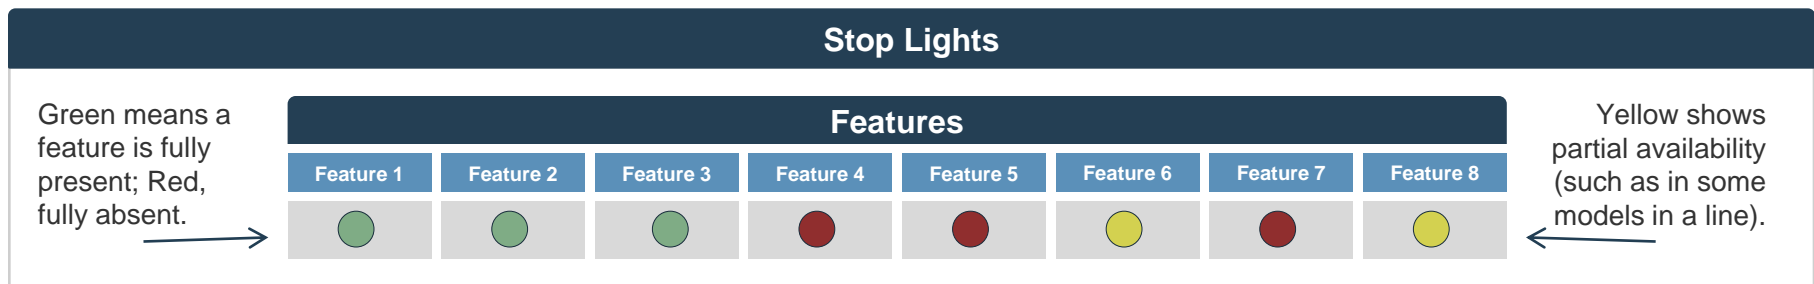 Stop Lights
Green means a
feature is fully
present; Red,
fully absent.
Features
Feature 1
Feature 2
Feature 3
Feature 4
Feature 5
Feature 6
Feature 7
Feature 8
Yellow shows
partial availability
(such as in some
models in a line).